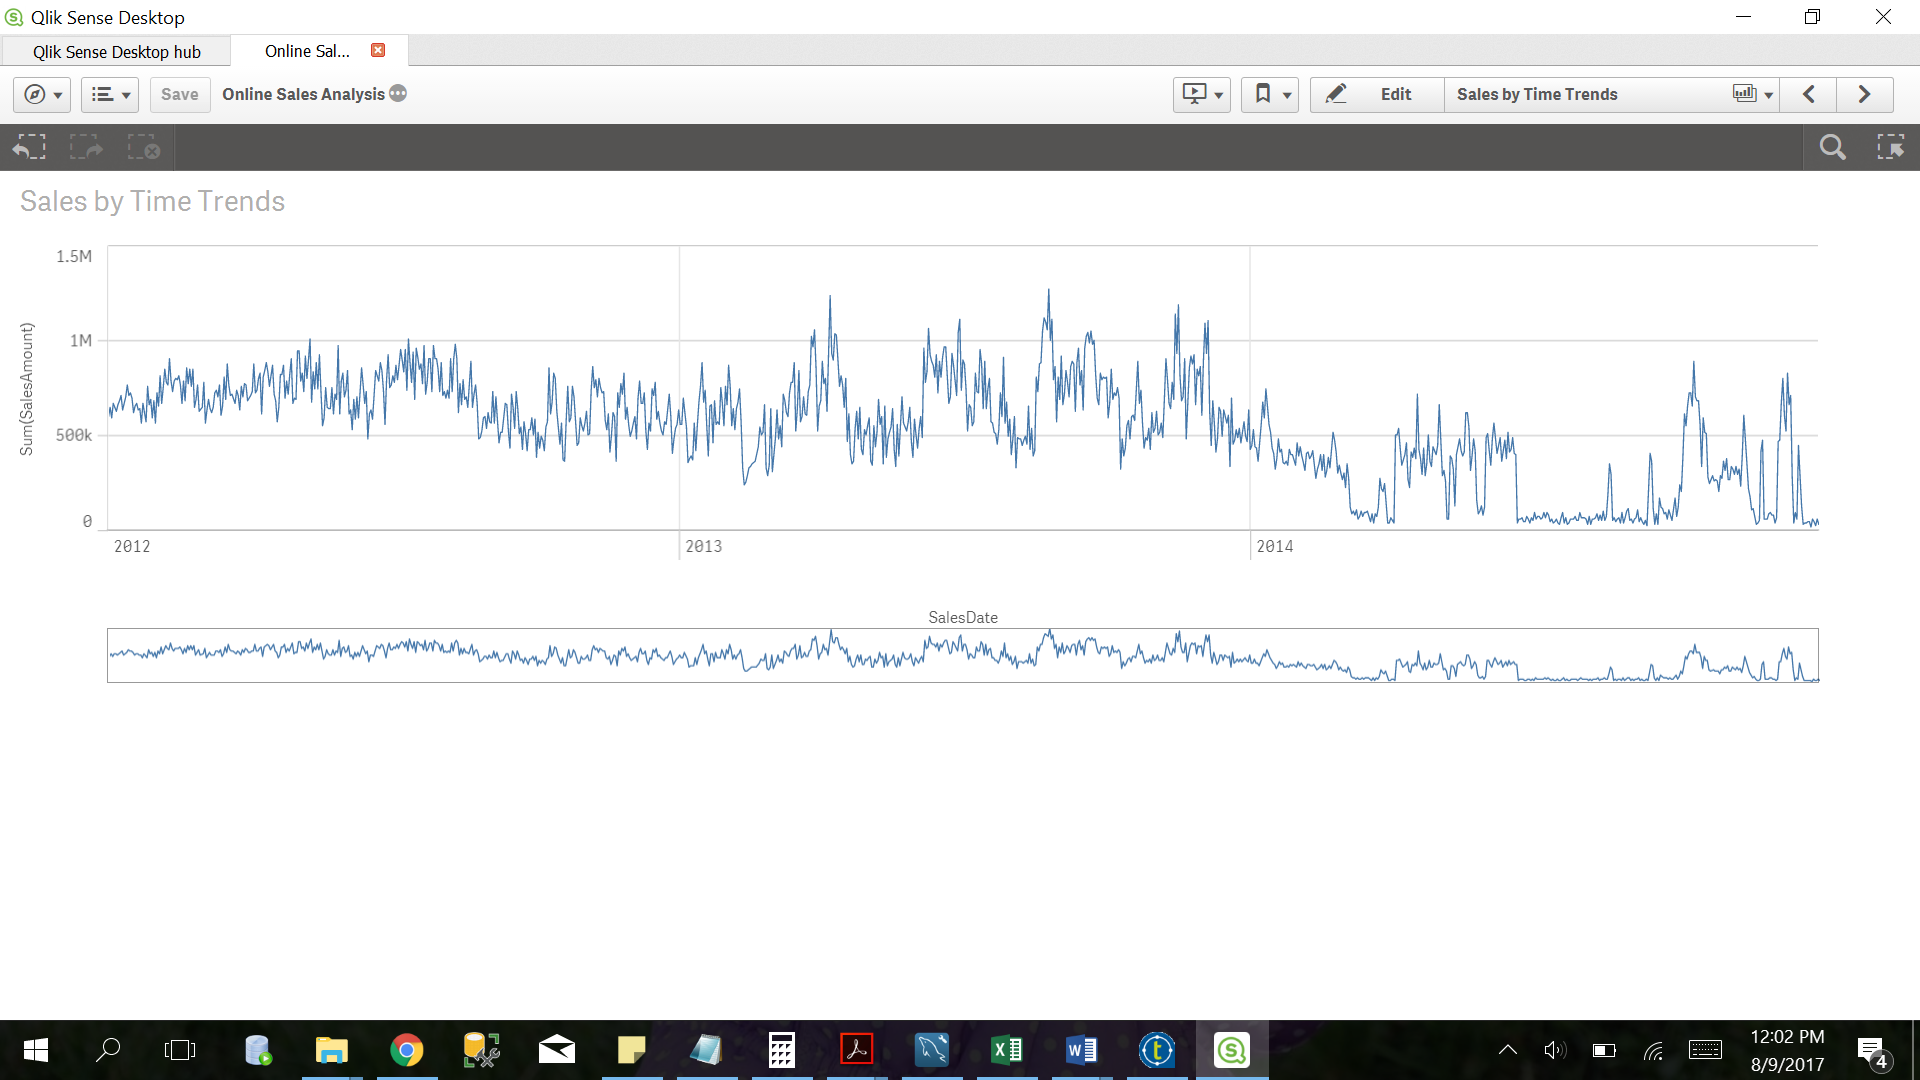 Qlik Sense Desktop
Qlik Sense Desktop hub
Online Sal...
Save
Online Sales Analysis
Edit
Sales by Time Trends
Sales by Time Trends
Sum(SalesAmount)
1.5M
1M
500k
0
2012
2013
2014
SalesDate
12:02 PM
8/9/2017
4